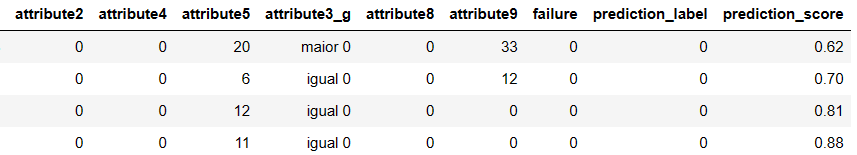 attribute2 attribute4 attribute5 attribute3_g attribute8 attribute9 failure prediction_label prediction_score
0 0 20 maior 0 0 33 0 0 0.62
0 0 6 igual 0 0 12 0 0 0.70
0 0 12 igual 0 0 0 0 0 0.81
0 0 11 igual 0 0 0 0 0 0.88